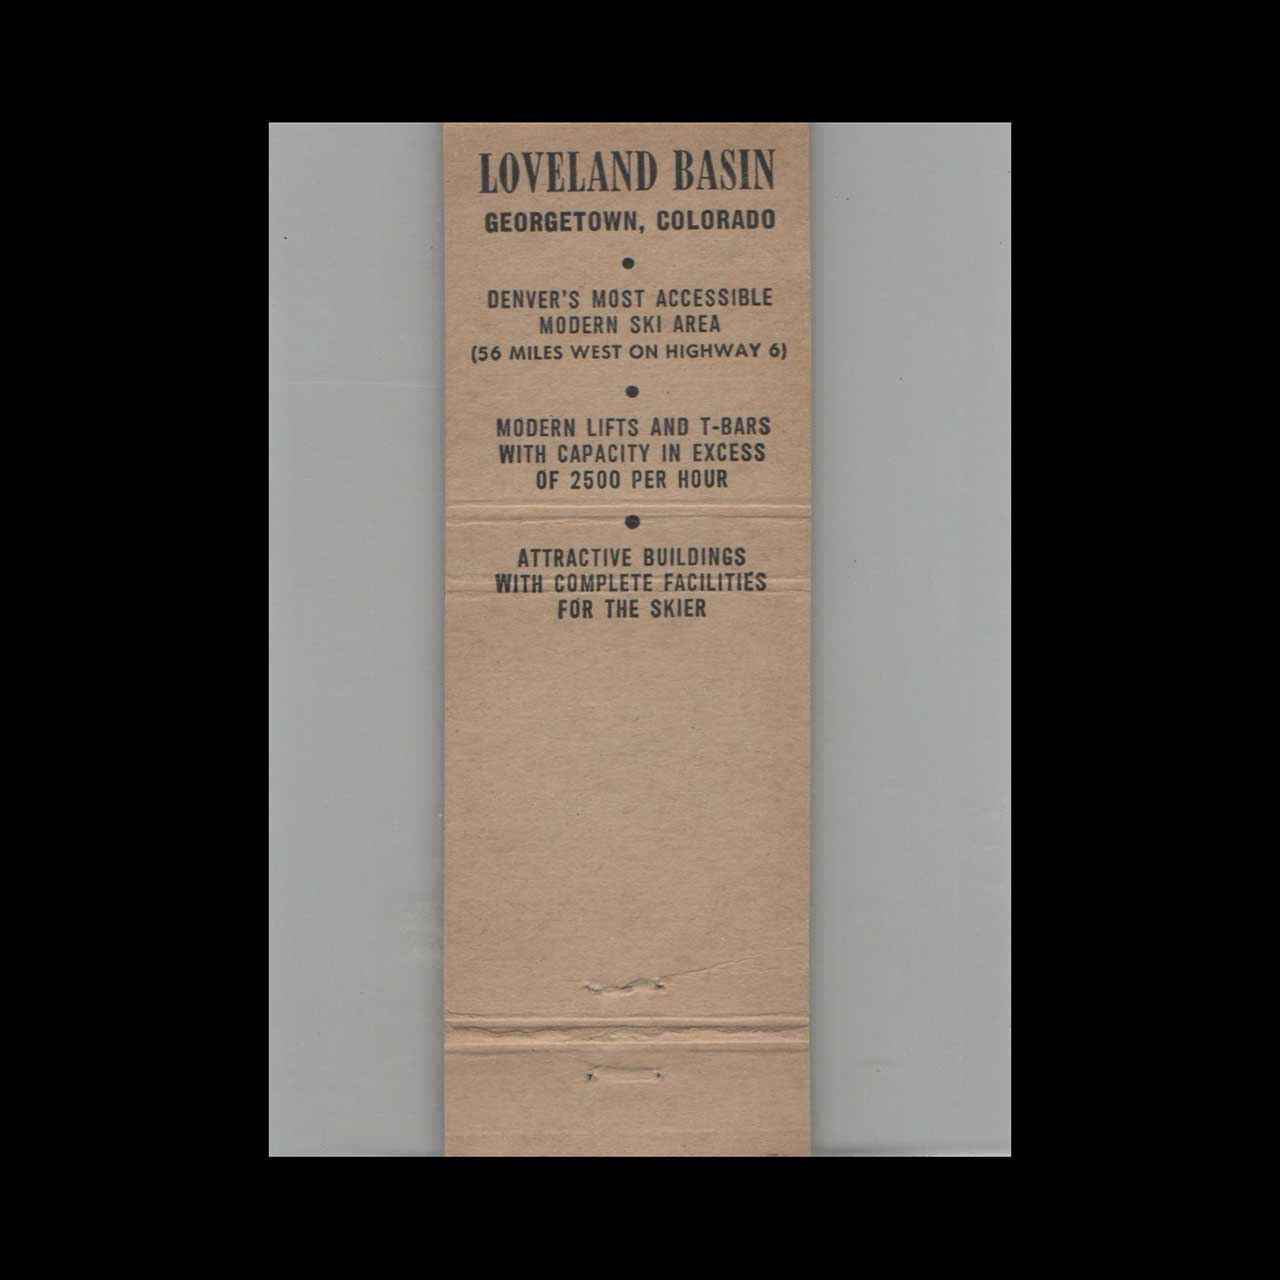 LOVELAND BASIN
GEORGETOWN, COLORADO
●
DENVER'S MOST ACCESSIBLE
MODERN SKI AREA
(56 MILES WEST ON HIGHWAY 6)
●
MODERN LIFTS AND T-BARS
WITH CAPACITY IN EXCESS
OF 2500 PER HOUR
●
ATTRACTIVE BUILDINGS
WITH COMPLETE FACILITIES
FOR THE SKIER